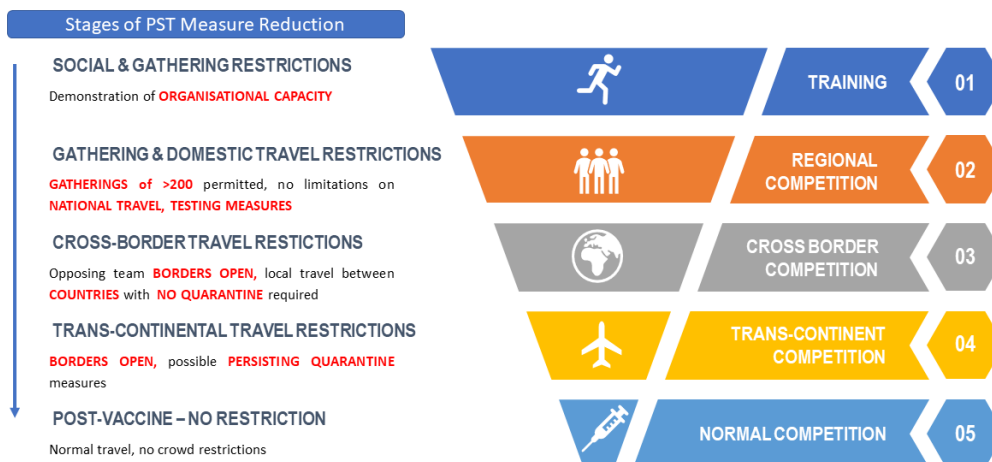 Stages of PST Measure Reduction
SOCIAL & GATHERING RESTRICTIONS
Demonstration of ORGANISATIONAL CAPACITY
TRAINING
01
GATHERING & DOMESTIC TRAVEL RESTRICTIONS
GATHERINGS of >200 permitted, no limitations on
NATIONAL TRAVEL, TESTING MEASURES
REGIONAL
COMPETITION
02
CROSS-BORDER TRAVEL RESTICTIONS
Opposing team BORDERS OPEN, local travel between
COUNTRIES with NO QUARANTINE required
CROSS BORDER
COMPETITION
03
TRANS-CONTINENTAL TRAVEL RESTRICTIONS
BORDERS OPEN, possible PERSISTING QUARANTINE
measures
TRANS-CONTINENT
COMPETITION
04
POST-VACCINE – NO RESTRICTION
Normal travel, no crowd restrictions
NORMAL COMPETITION
05